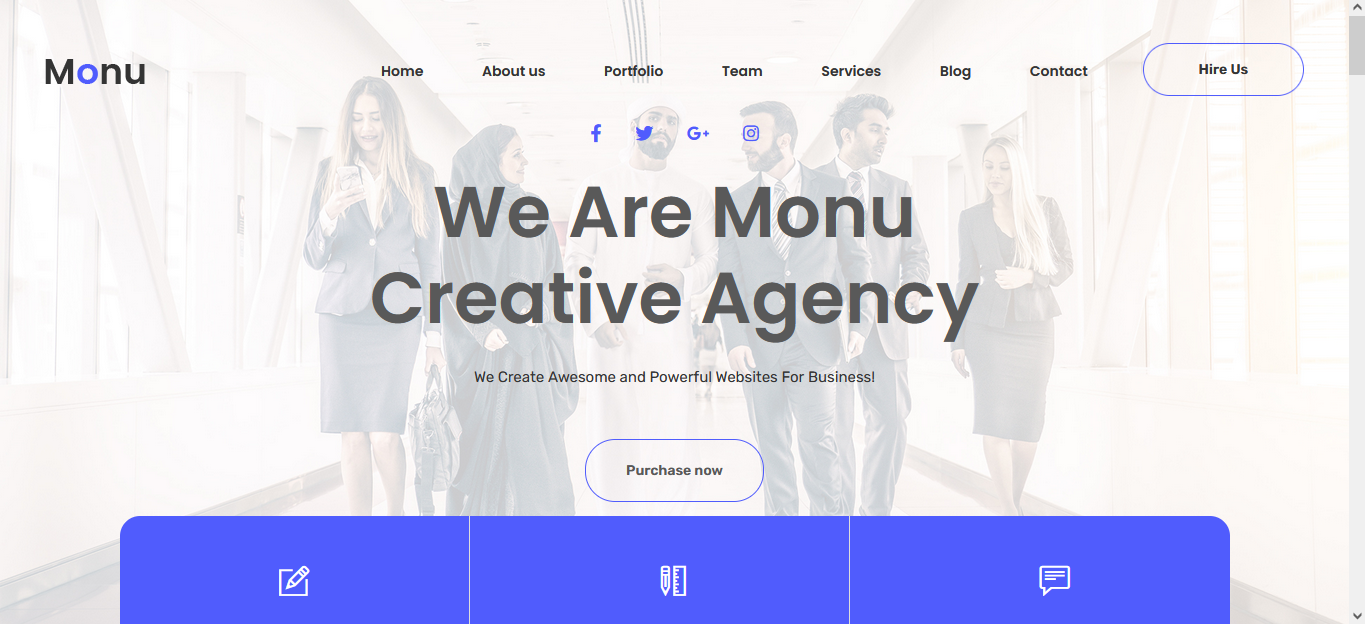 Monu
Home About us Portfolio Team Services Blog Contact Hire Us
We Are Monu
Creative Agency
We Create Awesome and Powerful Websites For Business!
Purchase now